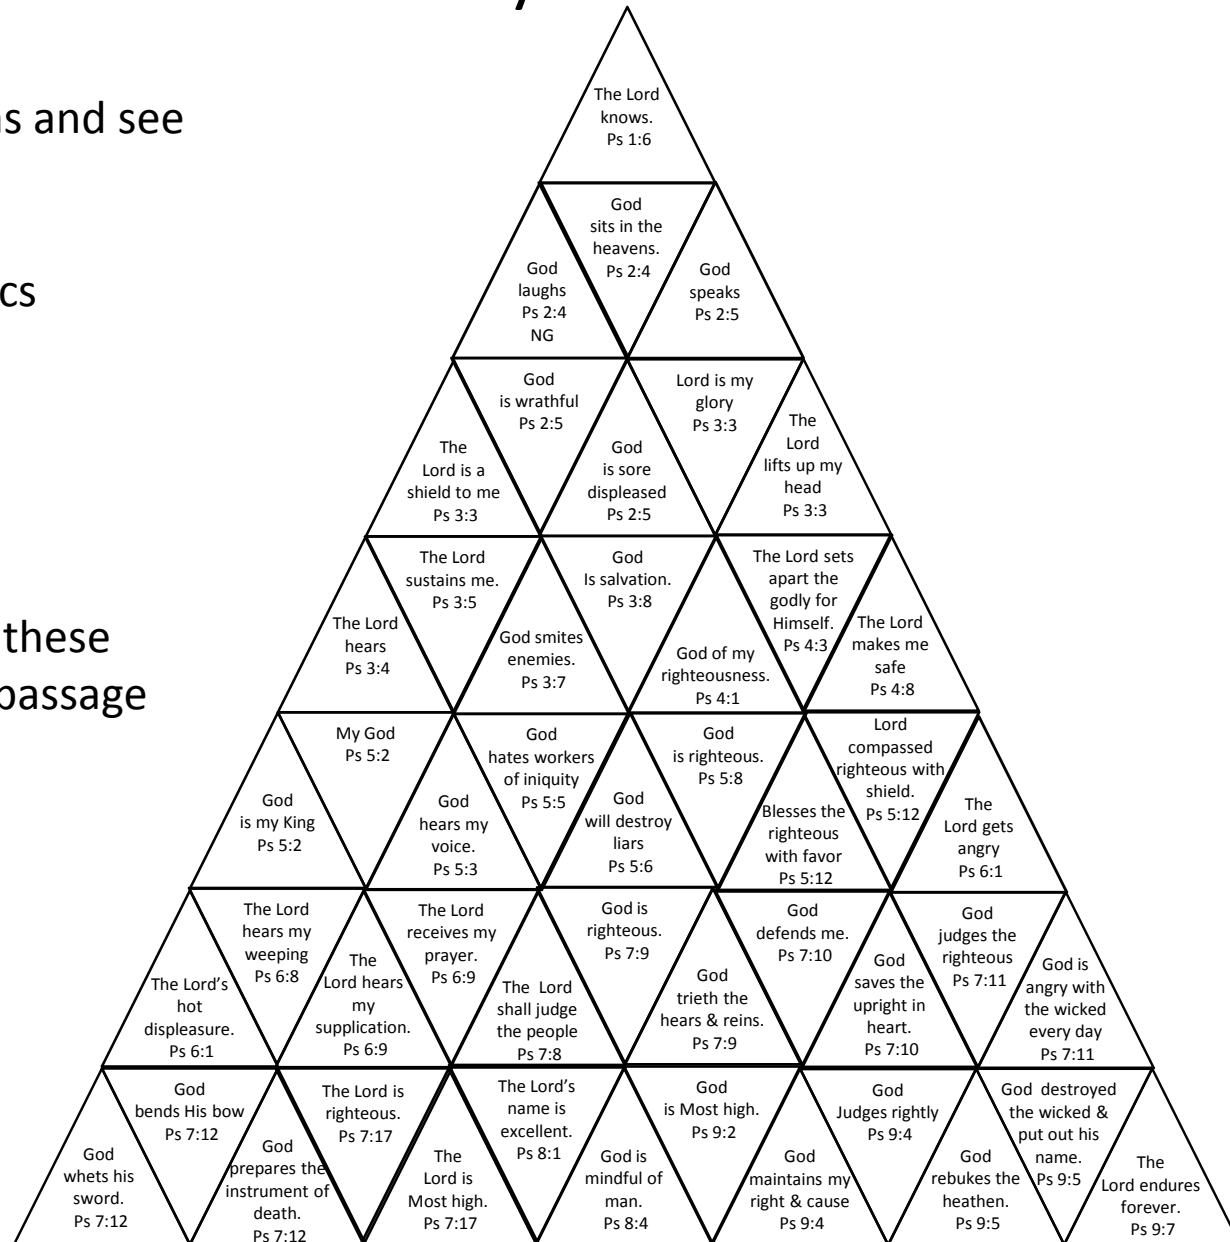 y
ns and see
cs
these
passage
The Lord
knows.
Ps 1:6
God
sits in the
heavens.
Ps 2:4
God
laughs
Ps 2:4
NG
God
speaks
Ps 2:5
God
is wrathful
Ps 2:5
Lord is my
glory
Ps 3:3
The
Lord is a
shield to me
Ps 3:3
God
is sore
displeased
Ps 2:5
The
Lord
lifts up my
head
Ps 3:3
The Lord
sustains me.
Ps 3:5
God
Is salvation.
Ps 3:8
The Lord sets
apart the
godly for
Himself.
Ps 4:3
The Lord
hears
Ps 3:4
God smites
enemies.
Ps 3:7
God of my
righteousness.
Ps 4:1
The Lord
makes me
safe
Ps 4:8
My God
Ps 5:2
God
hates workers
of iniquity
Ps 5:5
God
is righteous.
Ps 5:8
Lord
compassed
righteous with
shield.
Ps 5:12
God
is my King
Ps 5:2
God
hears my
voice.
Ps 5:3
God
will destroy
liars
Ps 5:6
Blesses the
righteous
with favor
Ps 5:12
The
Lord gets
angry
Ps 6:1
The Lord
hears my
weeping
Ps 6:8
The Lord
receives my
prayer.
Ps 6:9
God is
righteous.
Ps 7:9
God
defends me.
Ps 7:10
God
judges the
righteous
Ps 7:11
The Lord's
hot
displeasure.
Ps 6:1
The
Lord hears
my
supplication.
Ps 6:9
The Lord
shall judge
the people
Ps 7:8
God
trieth the
hears & reins.
Ps 7:9
God
saves the
upright in
heart.
Ps 7:10
God is
angry with
the wicked
every day
Ps 7:11
God
bends His bow
Ps 7:12
The Lord is
righteous.
Ps 7:17
The Lord's
name is
excellent.
Ps 8:1
God
is Most high.
Ps 9:2
God
Judges rightly
Ps 9:4
God destroyed
the wicked &
put out his
name.
Ps 9:5
God
whets his
sword.
Ps 7:12
God
prepares the
instrument of
death.
Ps 7:12
The
Lord is
Most high.
Ps 7:17
God is
mindful of
man.
Ps 8:4
God
maintains my
right & cause
Ps 9:4
God
rebukes the
heathen.
Ps 9:5
The
Lord endures
forever.
Ps 9:7